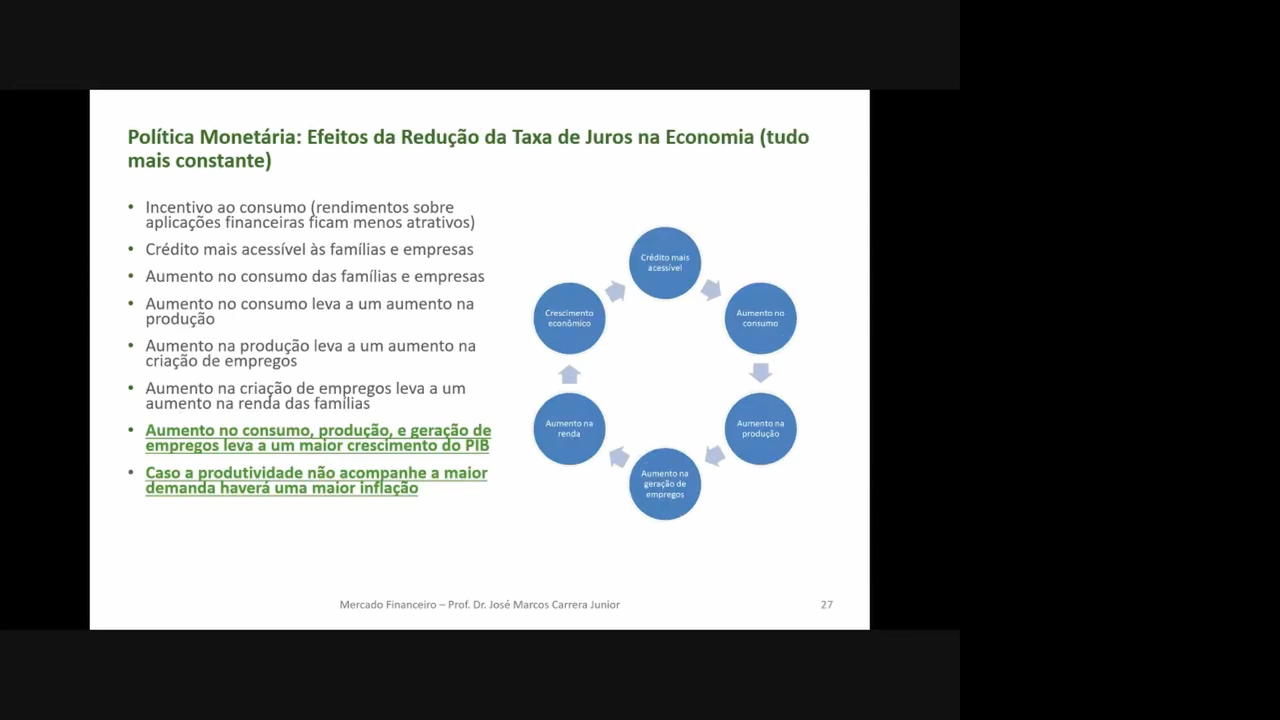 Política Monetária: Efeitos da Redução da Taxa de Juros na Economia (tudo
mais constante)
• Incentivo ao consumo (rendimentos sobre
aplicações financeiras ficam menos atrativos)
• Crédito mais acessível às famílias e empresas
• Aumento no consumo das famílias e empresas
• Aumento no consumo leva a um aumento na
produção
• Aumento na produção leva a um aumento na
criação de empregos
• Aumento na criação de empregos leva a um
aumento na renda das famílias
• Aumento no consumo, produção, e geração de
empregos leva a um maior crescimento do PIB
• Caso a produtividade não acompanhe a maior
demanda haverá uma maior inflação
Crédito mais
acessível
Aumento no
consumo
Aumento na
produção
Aumento na
geração de
empregos
Aumento na
renda
Crescimento
econômico
Mercado Financeiro – Prof. Dr. José Marcos Carrera Junior
27